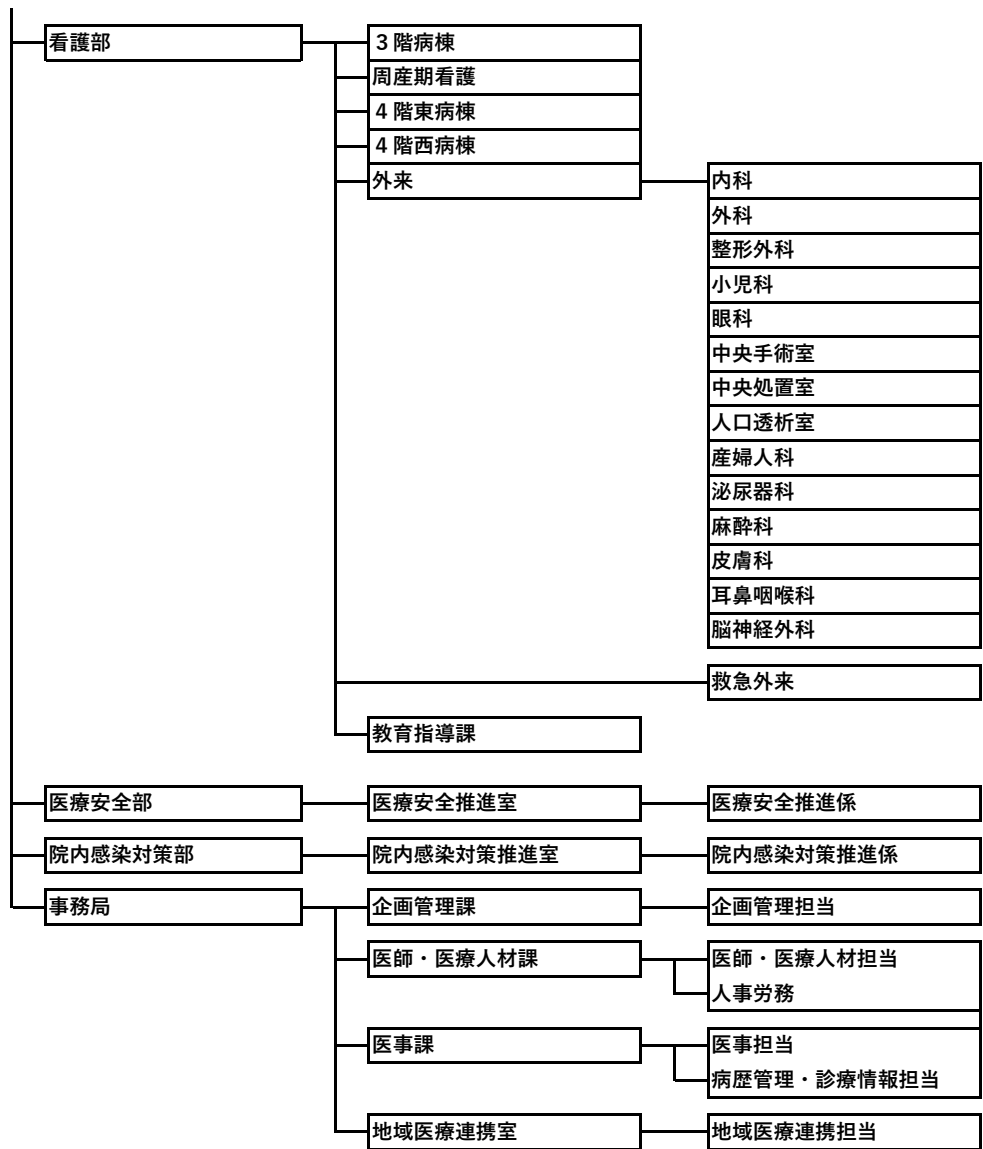 看護部
３階病棟
周産期看護
４階東病棟
４階西病棟
外来
内科
外科
整形外科
小児科
眼科
中央手術室
中央処置室
人口透析室
産婦人科
泌尿器科
麻酔科
皮膚科
耳鼻咽喉科
脳神経外科
救急外来
教育指導課
医療安全部
医療安全推進室
医療安全推進係
院内感染対策部
院内感染対策推進室
院内感染対策推進係
事務局
企画管理課
企画管理担当
医師・医療人材課
医師・医療人材担当
人事労務
医事課
医事担当
病歴管理・診療情報担当
地域医療連携室
地域医療連携担当